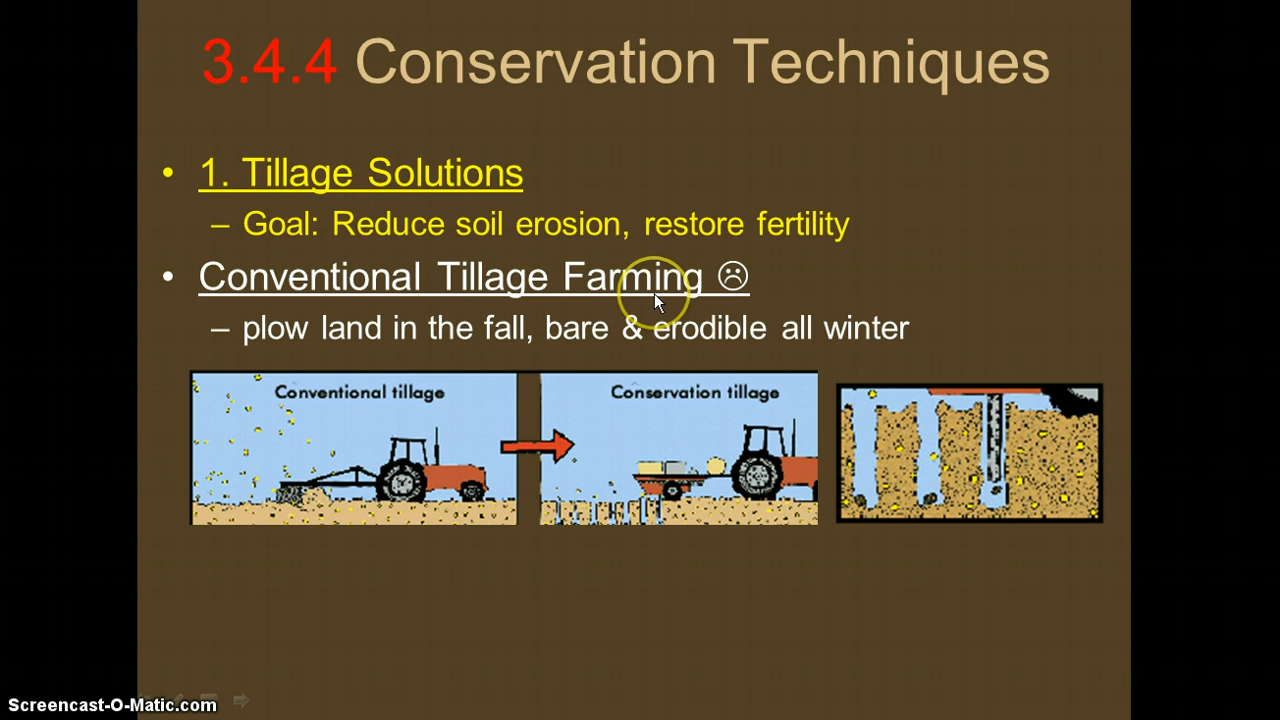 3.4.4 Conservation Techniques
• 1. Tillage Solutions
– Goal: Reduce soil erosion, restore fertility
• Conventional Tillage Farming ☹
– plow land in the fall, bare & erodible all winter
Conventional tillage
Conservation tillage
Screencast-O-Matic.com